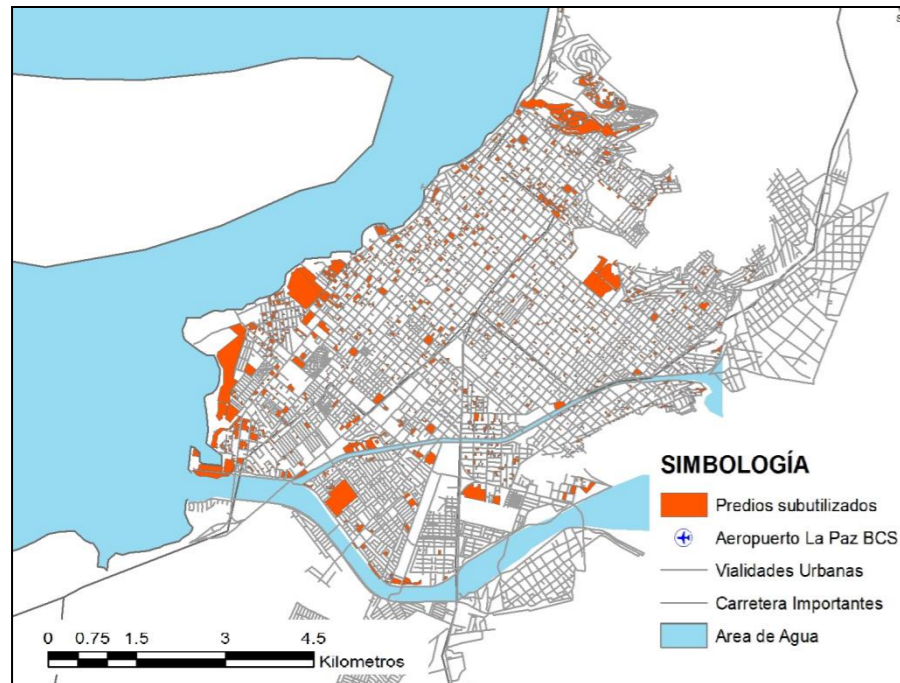 SIMBOLOGÍA
Predios subutilizados
Aeropuerto La Paz BCS
Vialidades Urbanas
Carretera Importantes
Area de Agua
0 0.75 1.5 3 4.5
Kilometros